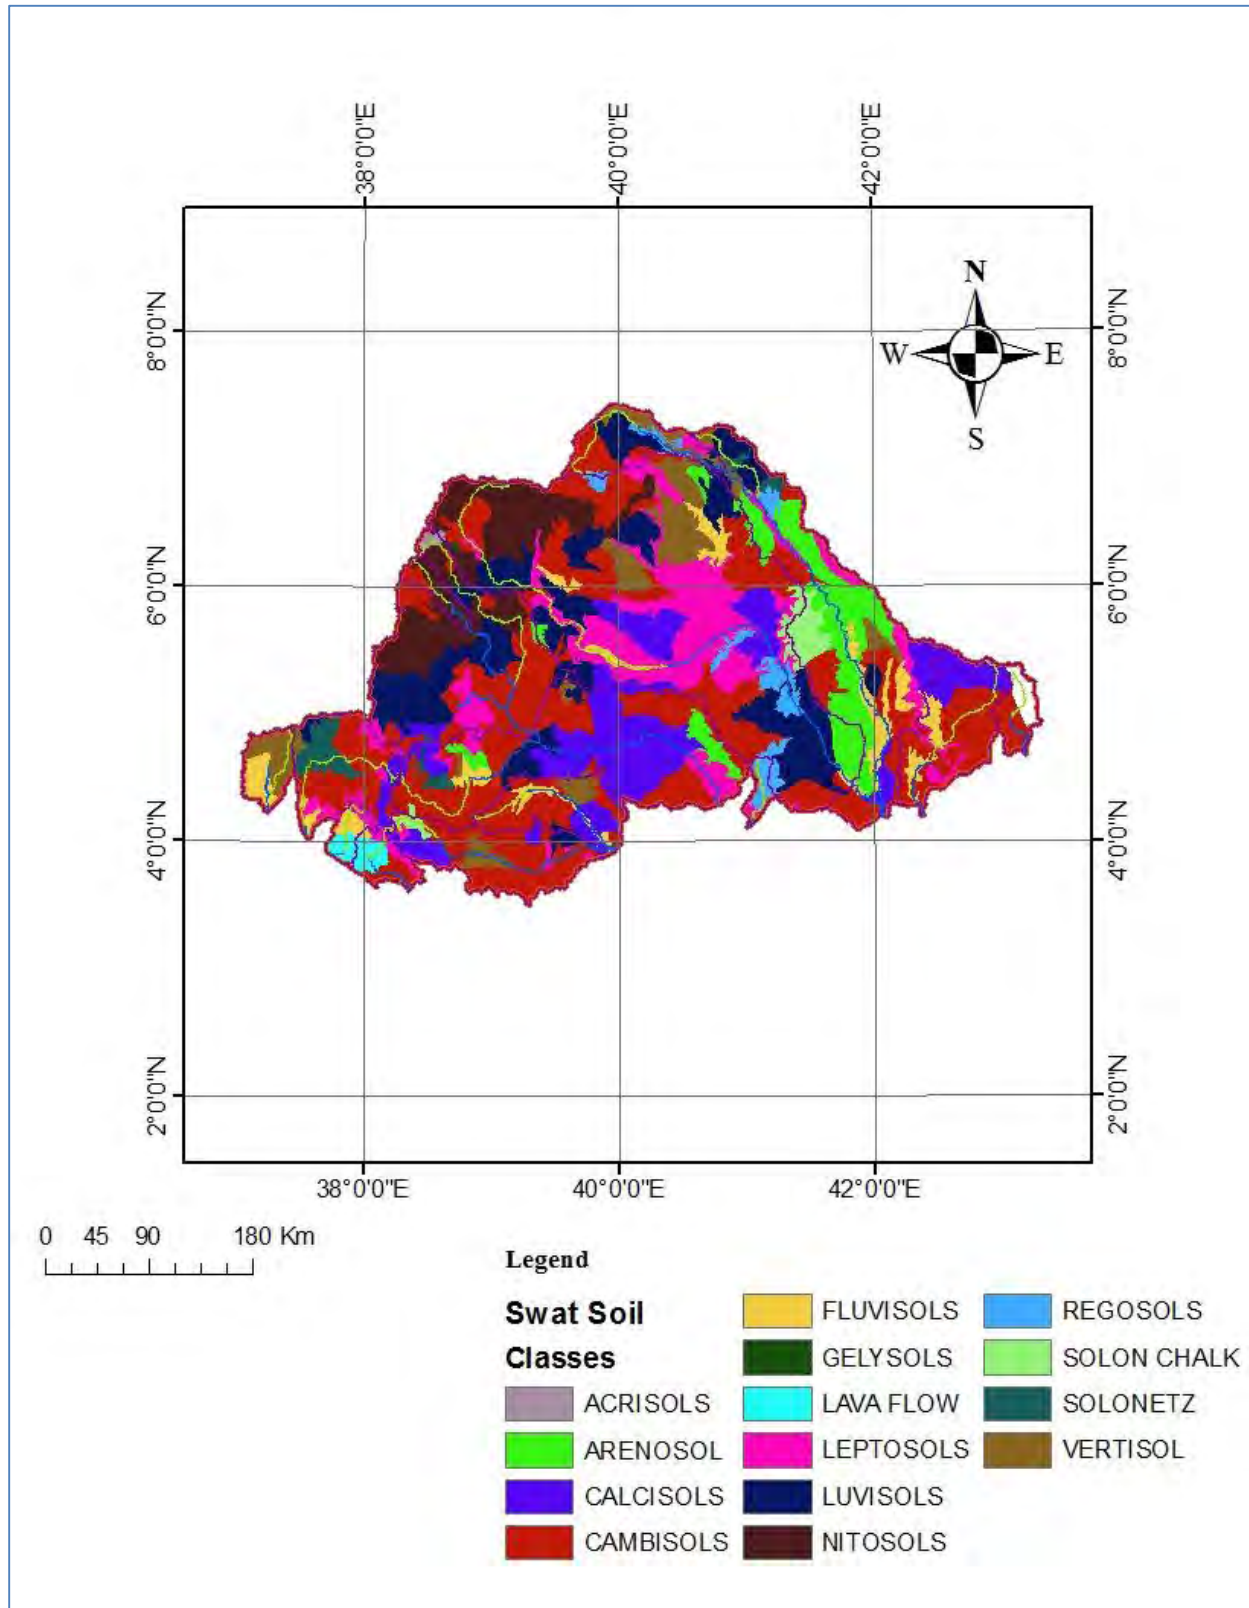 38°0'0"E 40°0'0"E 42°0'0"E
N
W E
S
8°0'0"N 8°0'0"N
6°0'0"N 6°0'0"N
4°0'0"N 4°0'0"N
2°0'0"N 2°0'0"N
38°0'0"E 40°0'0"E 42°0'0"E
0 45 90 180 Km
Legend
Swat Soil
Classes
ACRISOLS
ARENOSOL
CALCISOLS
CAMBISOLS
FLUVISOLS
GELYSOLS
LAVA FLOW
LEPTOSOLS
LUVISOLS
NITOSOLS
REGOSOLS
SOLON CHALK
SOLONETZ
VERTISOL